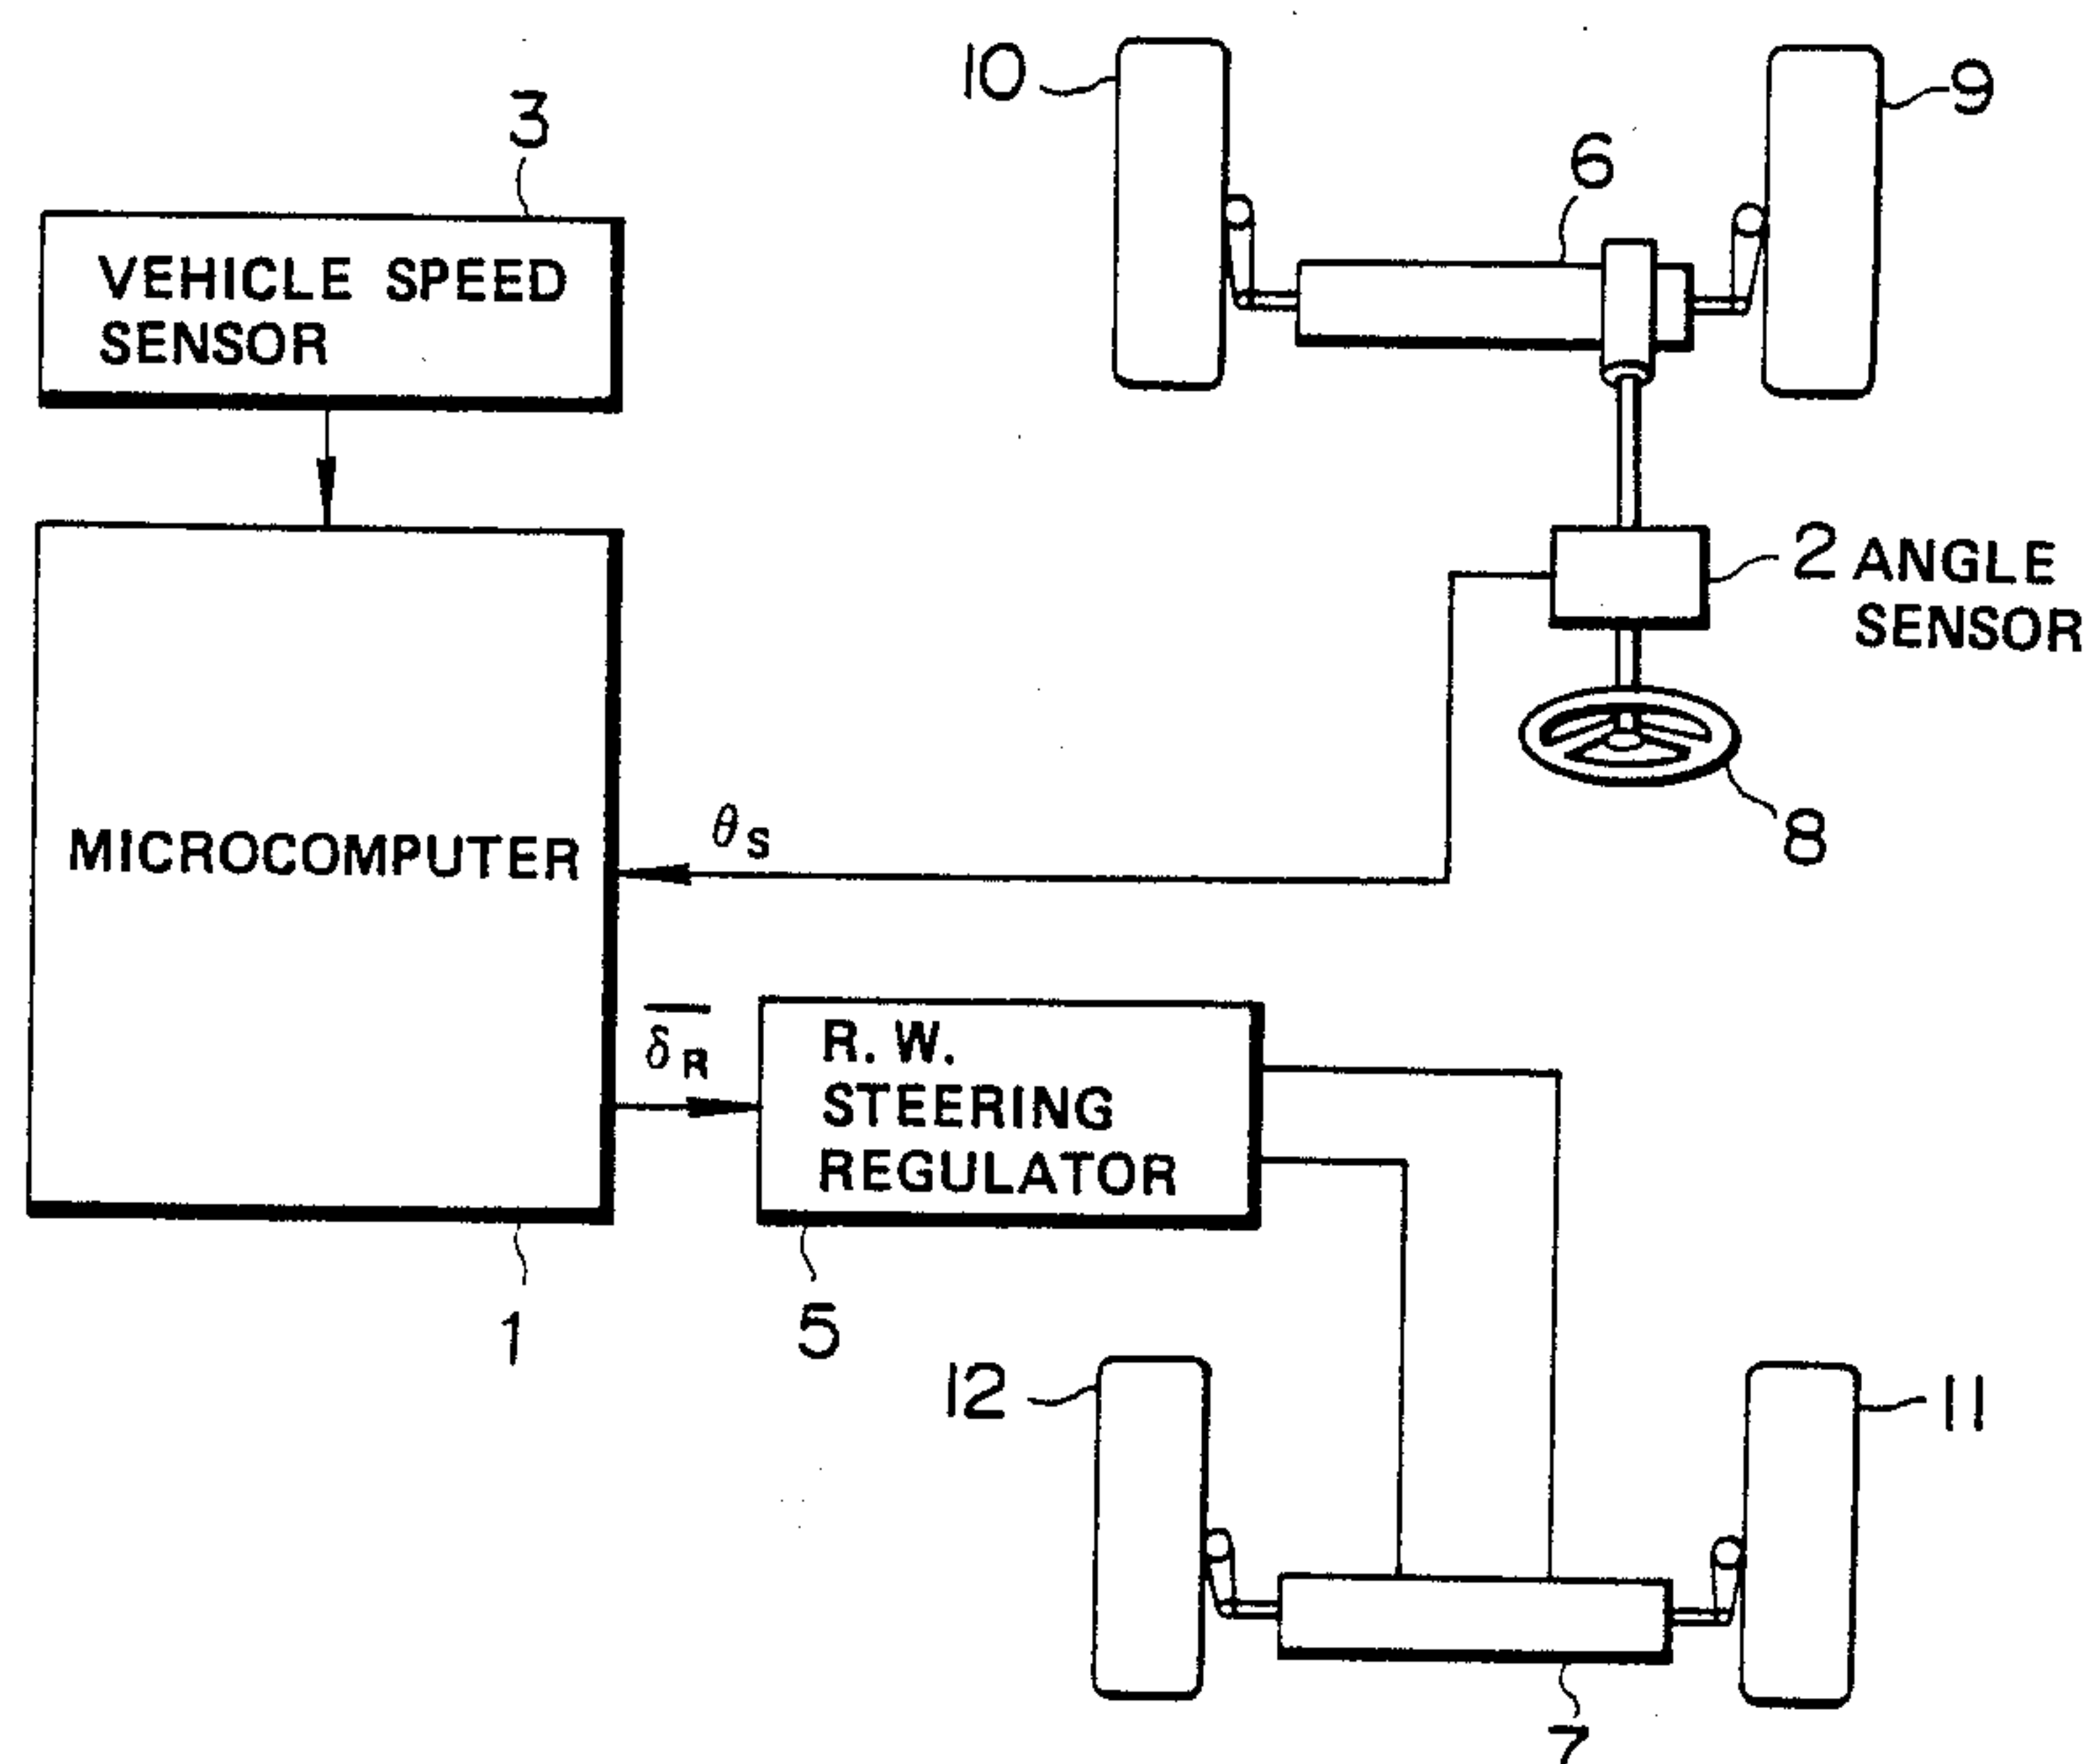 10
9
3
6
VEHICLE SPEED
SENSOR
2 ANGLE
SENSOR
8
θS
MICROCOMPUTER
δR
R. W.
STEERING
REGULATOR
1
5
12
11
7